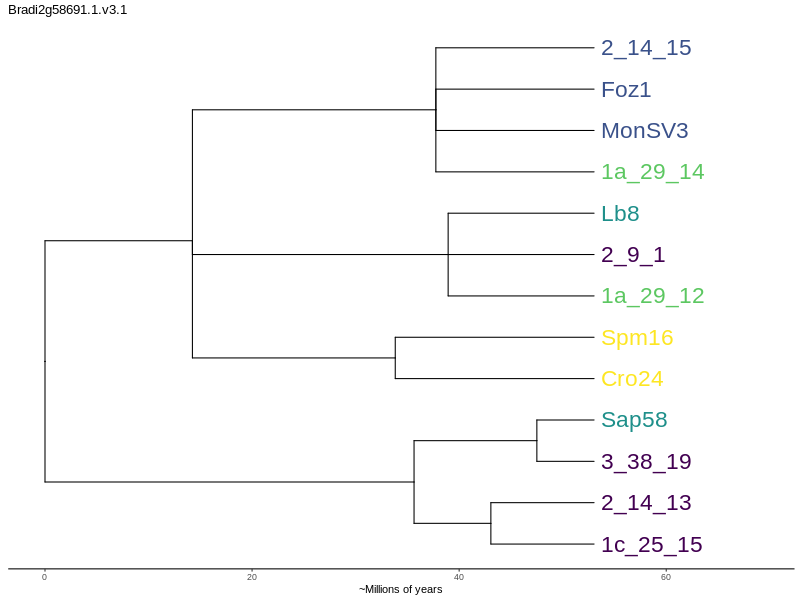 Bradi2g58691.1.v3.1
2_14_15
Foz1
MonSV3
1a_29_14
Lb8
2_9_1
1a_29_12
Spm16
Cro24
Sap58
3_38_19
2_14_13
1c_25_15
0 20 40 60
~Millions of years